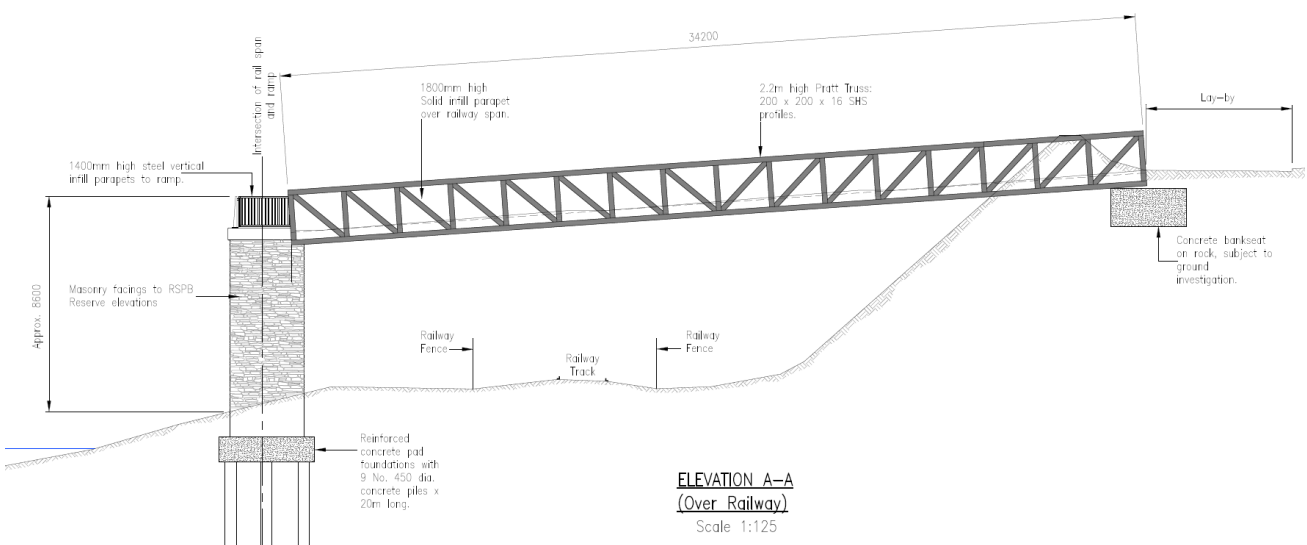 34200
Intersection of rail span
and ramp
1800mm high
Solid infill parapet
over railway span.
2.2m high Pratt Truss:
200 x 200 x 16 SHS
profiles.
Lay-by
1400mm high steel vertical
infill parapets to ramp.
Approx. 8600
Masonry facings to RSPB
Reserve elevations
Concrete bankseat
on rock, subject to
ground
investigation.
Railway
Fence
Railway
Track
Railway
Fence
Reinforced
concrete pad
foundations with
9 No. 450 dia.
concrete piles x
20m long.
ELEVATION A-A
(Over Railway)
Scale 1:125